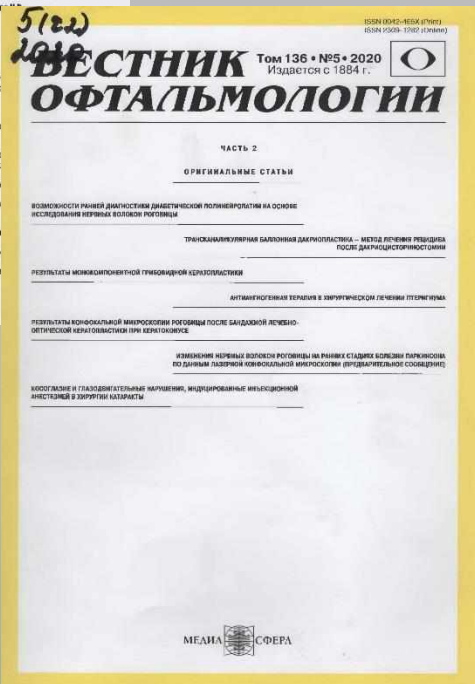 ISSN 0042-465X (Print)
ISSN 2309-1282 (Online)
5(22)
2020
ВЕСТНИК
Том 136 • №5 • 2020
Издается с 1884 г.
ОФТАЛЬМОЛОГИИ
ЧАСТЬ 2
ОРИГИНАЛЬНЫЕ СТАТЬИ
ВОЗМОЖНОСТИ РАННЕЙ ДИАГНОСТИКИ ДИАБЕТИЧЕСКОЙ ПОЛИНЕЙРОПАТИИ НА ОСНОВЕ
ИССЛЕДОВАНИЯ НЕРВНЫХ ВОЛОКОН РОГОВИЦЫ
ТРАНСКАНАЛИКУЛЯРНАЯ БАЛЛОННАЯ ДАКРИОПЛАСТИКА — МЕТОД ЛЕЧЕНИЯ РЕЦИДИВА
ПОСЛЕ ДАКРИОЦИСТОРИНОСТОМИИ
РЕЗУЛЬТАТЫ МОНОКОМПОНЕНТНОЙ ГРИБОВИДНОЙ КЕРАТОПЛАСТИКИ
АНТИАНГИОГЕННАЯ ТЕРАПИЯ В ХИРУРГИЧЕСКОМ ЛЕЧЕНИИ ПТЕРИГИУМА
РЕЗУЛЬТАТЫ КОНФОКАЛЬНОЙ МИКРОСКОПИИ РОГОВИЦЫ ПОСЛЕ БАНДАЖНОЙ ЛЕЧЕБНО-
ОПТИЧЕСКОЙ КЕРАТОПЛАСТИКИ ПРИ КЕРАТОКОНУСЕ
ИЗМЕНЕНИЯ НЕРВНЫХ ВОЛОКОН РОГОВИЦЫ НА РАННИХ СТАДИЯХ БОЛЕЗНИ ПАРКИНСОНА
ПО ДАННЫМ ЛАЗЕРНОЙ КОНФОКАЛЬНОЙ МИКРОСКОПИИ (ПРЕДВАРИТЕЛЬНОЕ СООБЩЕНИЕ)
КОСОГЛАЗИЕ И ГЛАЗОДВИГАТЕЛЬНЫЕ НАРУШЕНИЯ, ИНДУЦИРОВАННЫЕ ИНЪЕКЦИОННОЙ
АНЕСТЕЗИЕЙ В ХИРУРГИИ КАТАРАКТЫ
МЕДИА СФЕРА